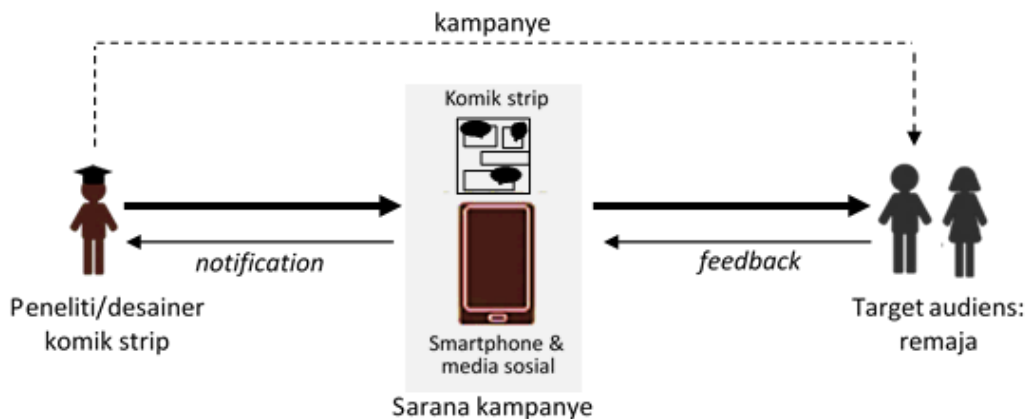 kampanye
Komik strip
notification
feedback
Peneliti/desainer
komik strip
Smartphone &
media sosial
Target audiens:
remaja
Sarana kampanye